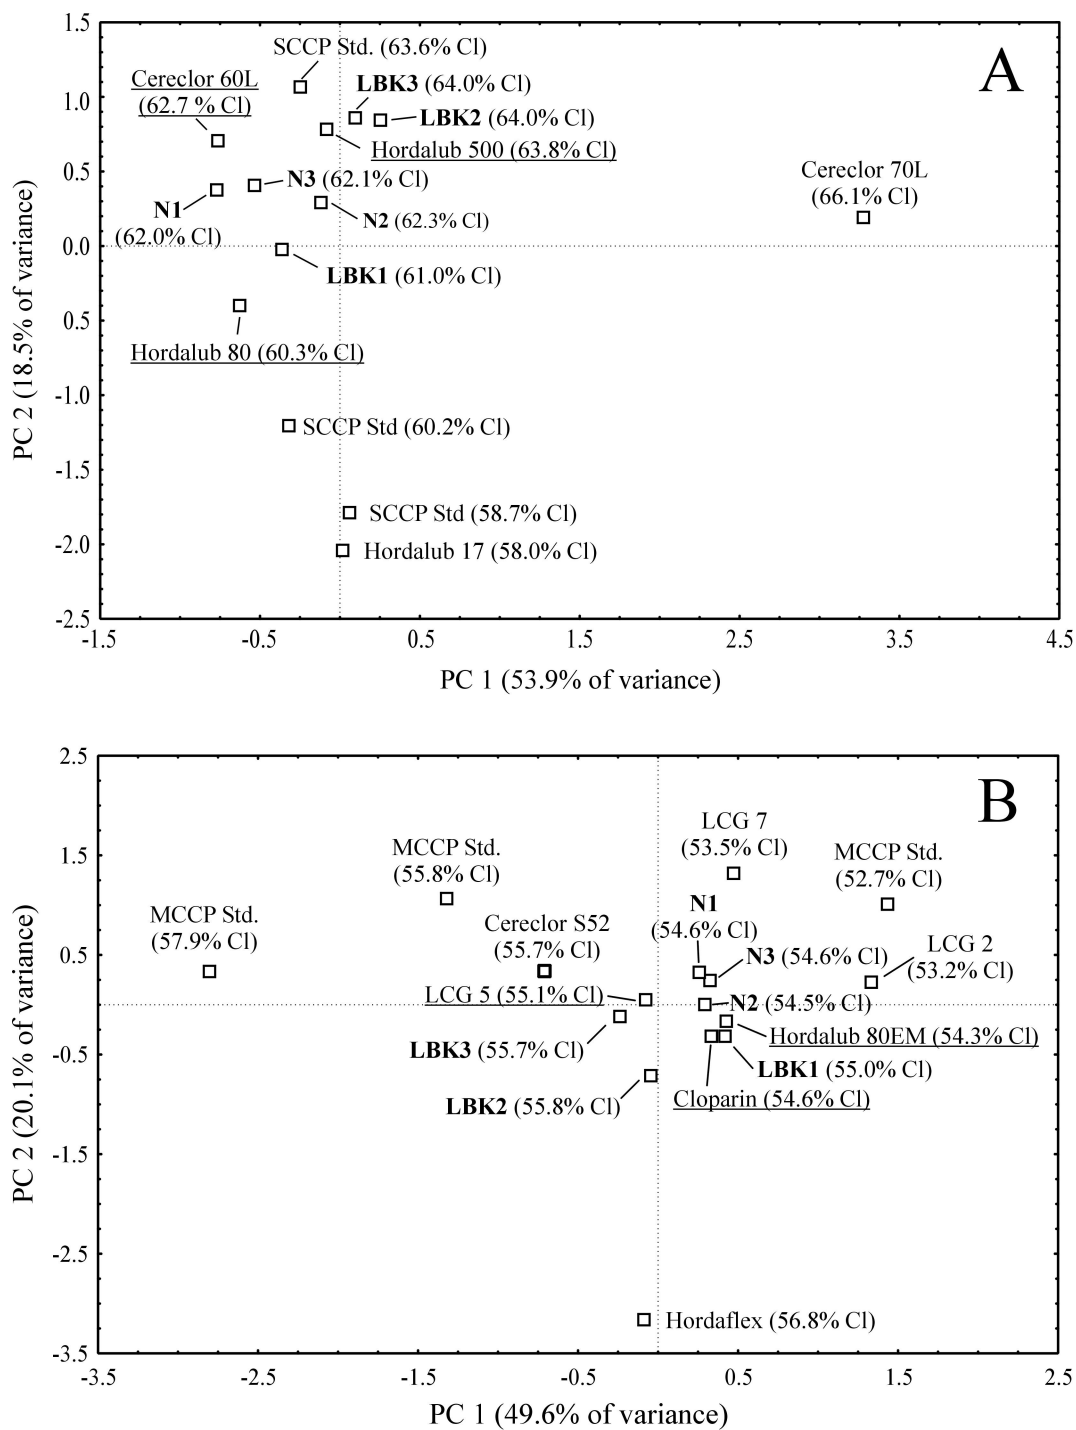 A
1.5
1.0
0.5
0.0
0.5
-1.0
-1.5
-2.0
-2.5
PC 2 (18.5% of variance)
SCCP Std. (63.6% Cl)
Cereclor 60L
(62.7 % Cl)
LBK3 (64.0% Cl)
LBK2 (64.0% Cl)
Hordalub 500 (63.8% Cl)
Cereclor 70L
(66.1% Cl)
N3 (62.1% Cl)
N1
(62.0% Cl)
N2 (62.3% Cl)
LBK1 (61.0% Cl)
Hordalub 80 (60.3% Cl)
SCCP Std (60.2% Cl)
SCCP Std (58.7% Cl)
Hordalub 17 (58.0% Cl)
-1.5 -0.5 0.5 1.5 2.5 3.5 4.5
PC 1 (53.9% of variance)
B
2.5
1.5
0.5
-0.5
-1.5
-2.5
-3.5
PC 2 (20.1% of variance)
LCG 7
(53.5% Cl)
MCCP Std.
(55.8% Cl)
MCCP Std.
(52.7% Cl)
MCCP Std.
(57.9% Cl)
Cereclor S52
(55.7% Cl)
N1
(54.6% Cl)
N3 (54.6% Cl)
LCG 2
(53.2% Cl)
LCG 5 (55.1% Cl)
N2 (54.5% Cl)
Hordalub 80EM (54.3% Cl)
LBK3 (55.7% Cl)
LBK1 (55.0% Cl)
Cloparin (54.6% Cl)
LBK2 (55.8% Cl)
Hordaflex (56.8% Cl)
-3.5 -2.5 -1.5 -0.5 0.5 1.5 2.5
PC 1 (49.6% of variance)